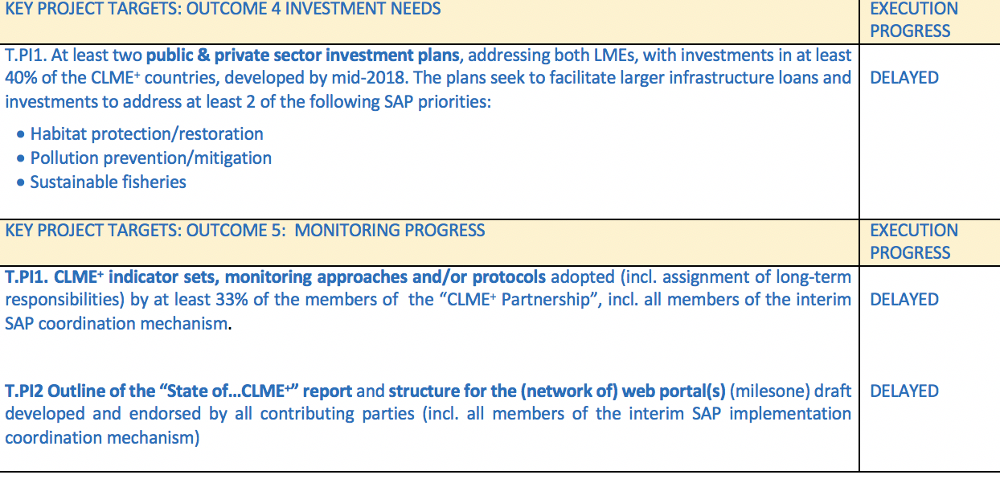 KEY PROJECT TARGETS: OUTCOME 4 INVESTMENT NEEDS
EXECUTION
PROGRESS
T.PI1. At least two public & private sector investment plans, addressing both LMEs, with investments in at least
40% of the CLME+ countries, developed by mid-2018. The plans seek to facilitate larger infrastructure loans and
investments to address at least 2 of the following SAP priorities:
DELAYED
• Habitat protection/restoration
• Pollution prevention/mitigation
• Sustainable fisheries
KEY PROJECT TARGETS: OUTCOME 5: MONITORING PROGRESS
EXECUTION
PROGRESS
T.PI1. CLME+ indicator sets, monitoring approaches and/or protocols adopted (incl. assignment of long-term
responsibilities) by at least 33% of the members of the “CLME+ Partnership”, incl. all members of the interim
SAP coordination mechanism.
DELAYED
T.PI2 Outline of the “State of...CLME+” report and structure for the (network of) web portal(s) (milesone) draft
developed and endorsed by all contributing parties (incl. all members of the interim SAP implementation
coordination mechanism)
DELAYED